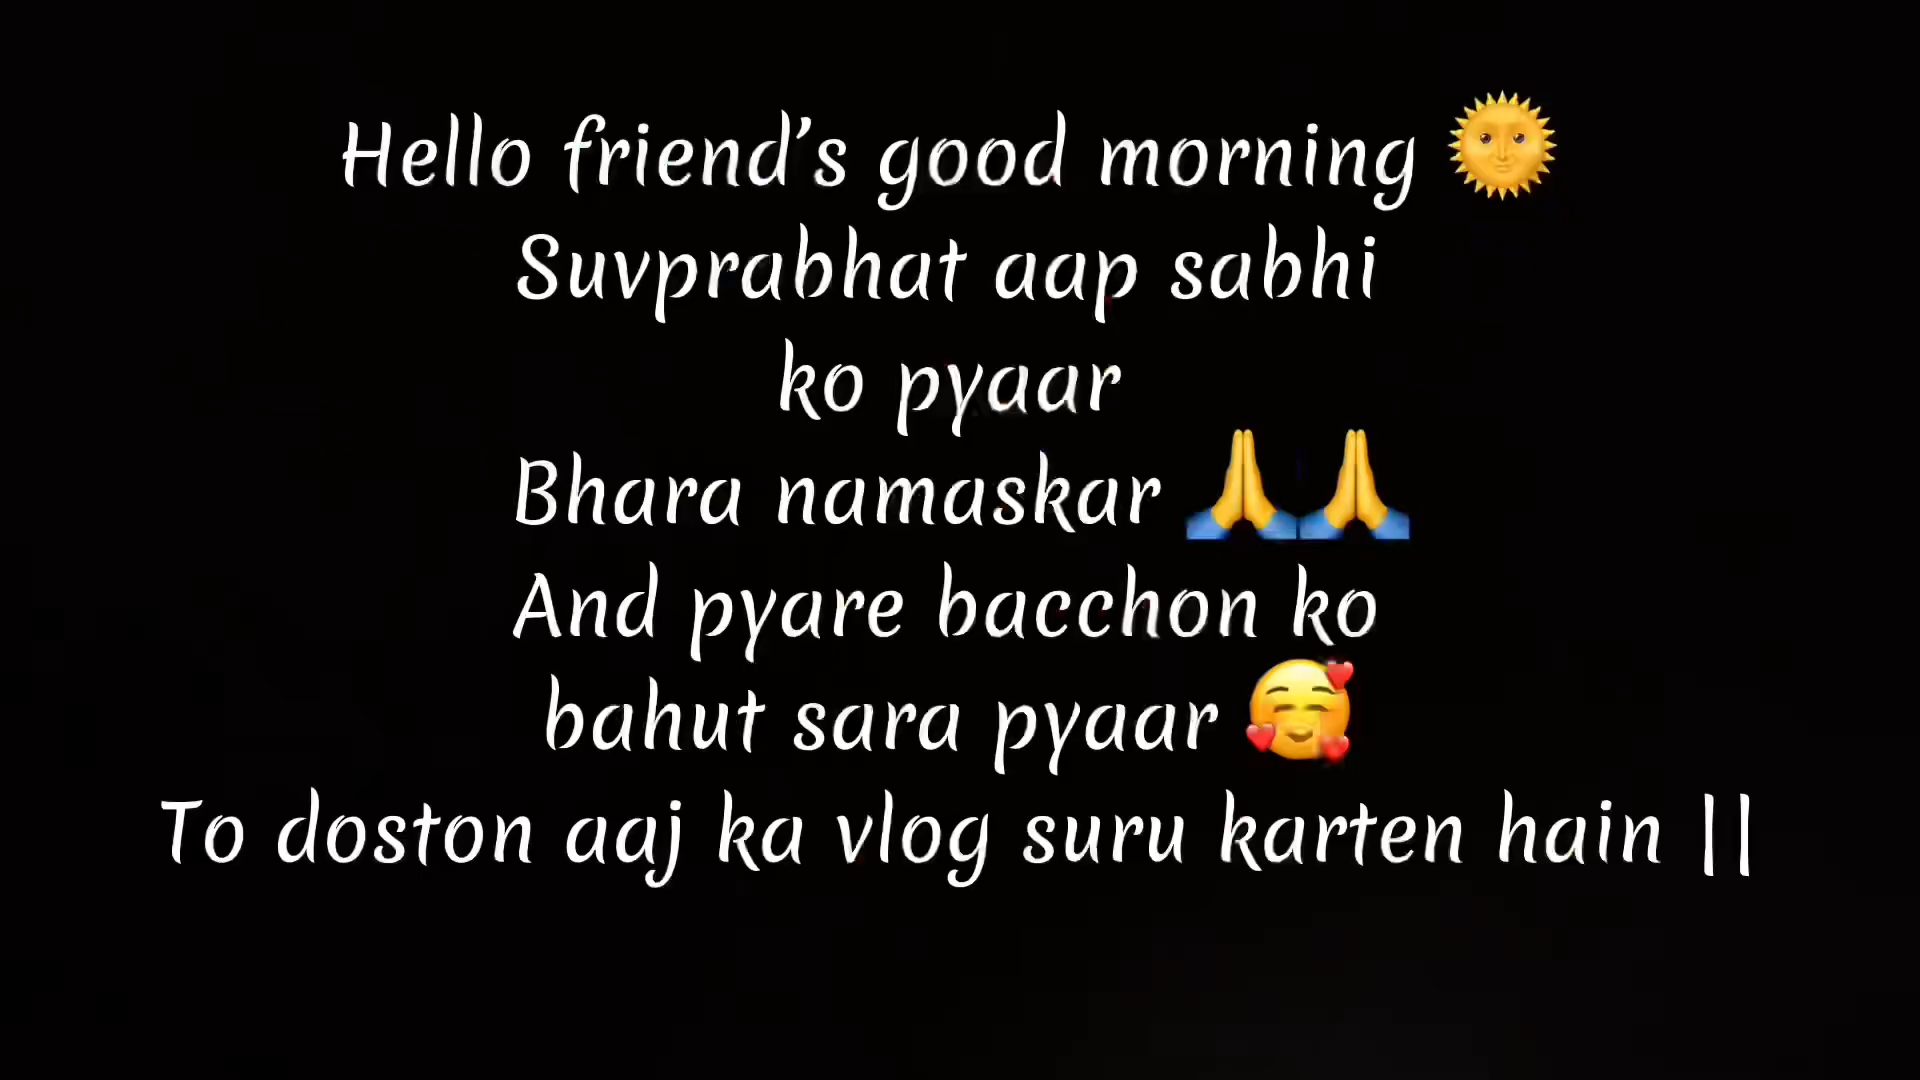 Hello friend’s good morning 🌞
Suvprabhat aap sabhi
ko pyaar
Bhara namaskar 🙏🙏
And pyare bacchon ko
bahut sara pyaar 🥰
To doston aaj ka vlog suru karten hain ||